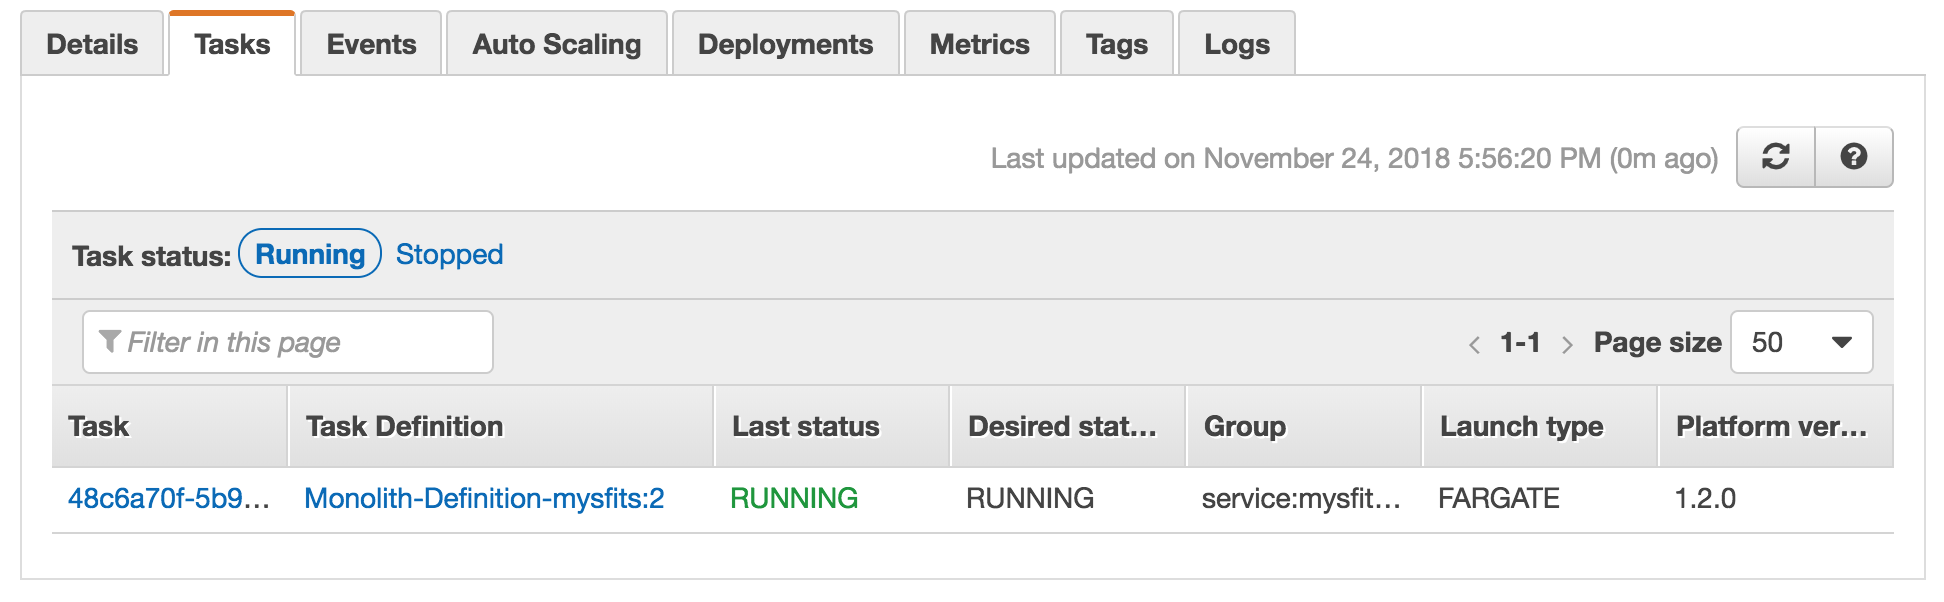 Details Tasks Events Auto Scaling Deployments Metrics Tags Logs
Last updated on November 24, 2018 5:56:20 PM (0m ago)
Task status: Running Stopped
Filter in this page < 1-1 > Page size 50
Task Task Definition Last status Desired stat... Group Launch type Platform ver...
48c6a70f-5b9... Monolith-Definition-mysfits:2 RUNNING RUNNING service:mysfit... FARGATE 1.2.0